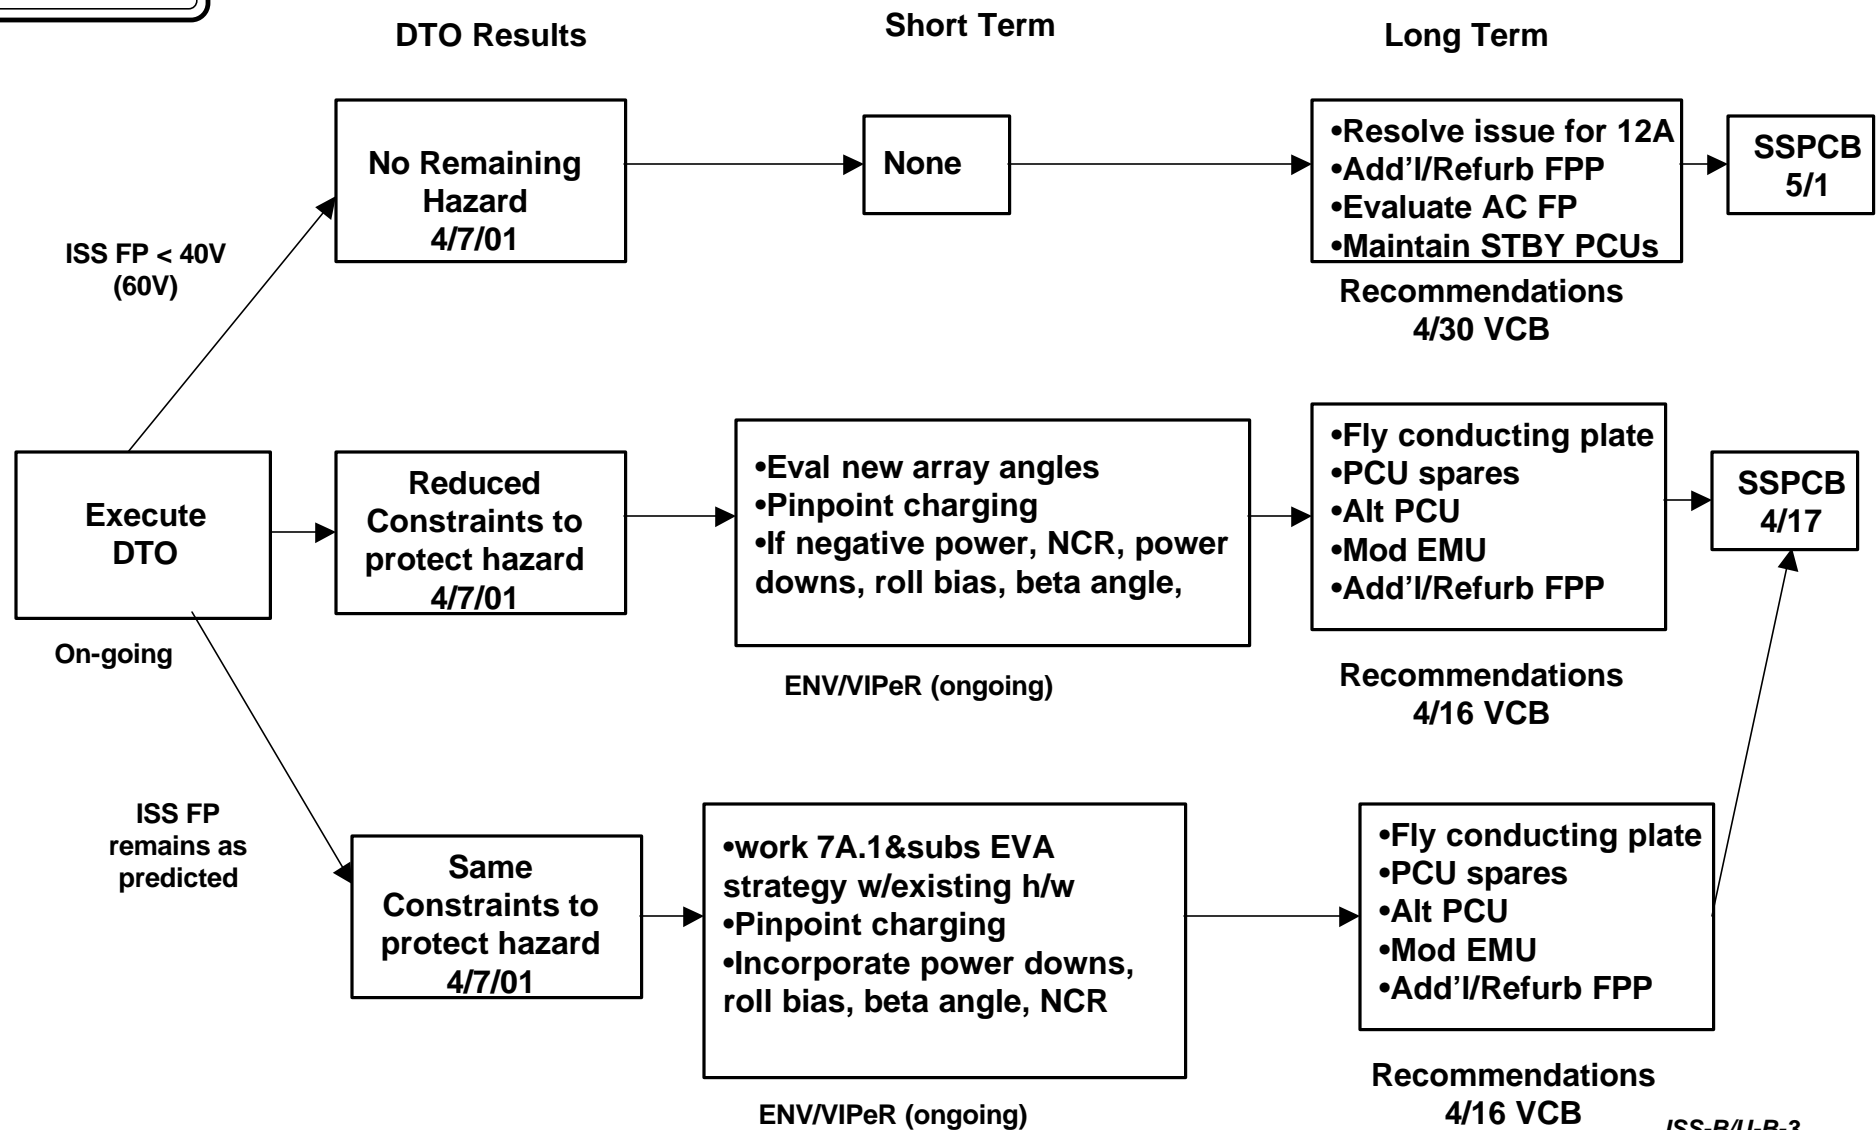 DTO Results
Short Term
Long Term
ISS FP < 40V
(60V)
No Remaining
Hazard
4/7/01
None
•Resolve issue for 12A
•Add'l/Refurb FPP
•Evaluate AC FP
•Maintain STBY PCUs
Recommendations
4/30 VCB
SSPCB
5/1
Execute
DTO
On-going
Reduced
Constraints to
protect hazard
4/7/01
•Eval new array angles
•Pinpoint charging
•If negative power, NCR, power
downs, roll bias, beta angle,
ENV/VIPeR (ongoing)
•Fly conducting plate
•PCU spares
•Alt PCU
•Mod EMU
•Add'l/Refurb FPP
Recommendations
4/16 VCB
SSPCB
4/17
ISS FP
remains as
predicted
Same
Constraints to
protect hazard
4/7/01
•work 7A.1&subs EVA
strategy w/existing h/w
•Pinpoint charging
•Incorporate power downs,
roll bias, beta angle, NCR
ENV/VIPeR (ongoing)
•Fly conducting plate
•PCU spares
•Alt PCU
•Mod EMU
•Add'l/Refurb FPP
Recommendations
4/16 VCB
ISS-B/U-B-3